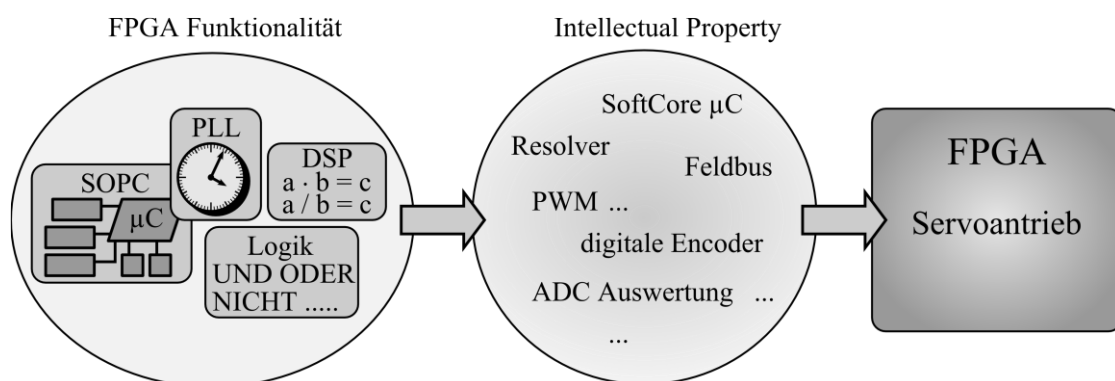 FPGA Funktionalität
PLL
SOPC
µC
DSP
a · b = c
a / b = c
Logik
UND ODER
NICHT .....
Intellectual Property
SoftCore µC
Resolver
Feldbus
PWM ...
digitale Encoder
ADC Auswertung ...
...
FPGA
Servoantrieb